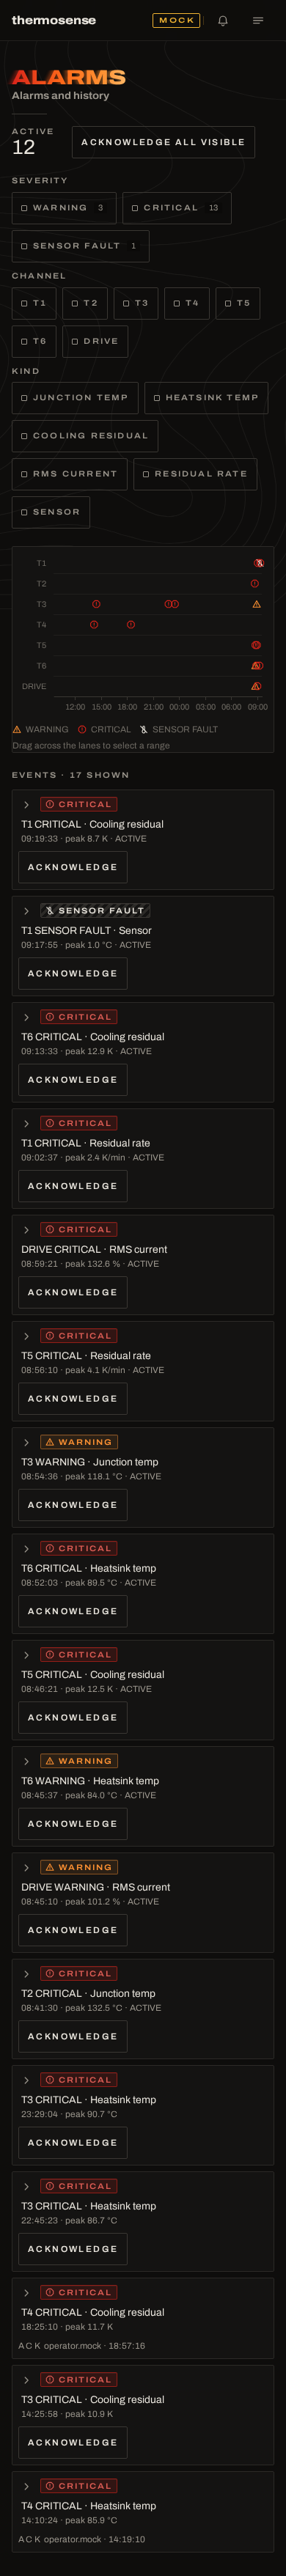 thermosense
MOCK
ALARMS
Alarms and history
ACTIVE
12
ACKNOWLEDGE ALL VISIBLE
SEVERITY
WARNING 3
CRITICAL 13
SENSOR FAULT 1
CHANNEL
T1
T2
T3
T4
T5
T6
DRIVE
KIND
JUNCTION TEMP
HEATSINK TEMP
COOLING RESIDUAL
RMS CURRENT
RESIDUAL RATE
SENSOR
T1
T2
T3
T4
T5
T6
DRIVE
12:00 15:00 18:00 21:00 00:00 03:00 06:00 09:00
WARNING CRITICAL SENSOR FAULT
Drag across the lanes to select a range
EVENTS · 17 SHOWN
CRITICAL
T1 CRITICAL · Cooling residual
09:19:33 · peak 8.7 K · ACTIVE
ACKNOWLEDGE
SENSOR FAULT
T1 SENSOR FAULT · Sensor
09:17:55 · peak 1.0 °C · ACTIVE
ACKNOWLEDGE
CRITICAL
T6 CRITICAL · Cooling residual
09:13:33 · peak 12.9 K · ACTIVE
ACKNOWLEDGE
CRITICAL
T1 CRITICAL · Residual rate
09:02:37 · peak 2.4 K/min · ACTIVE
ACKNOWLEDGE
CRITICAL
DRIVE CRITICAL · RMS current
08:59:21 · peak 132.6 % · ACTIVE
ACKNOWLEDGE
CRITICAL
T5 CRITICAL · Residual rate
08:56:10 · peak 4.1 K/min · ACTIVE
ACKNOWLEDGE
WARNING
T3 WARNING · Junction temp
08:54:36 · peak 118.1 °C · ACTIVE
ACKNOWLEDGE
CRITICAL
T6 CRITICAL · Heatsink temp
08:52:03 · peak 89.5 °C · ACTIVE
ACKNOWLEDGE
CRITICAL
T5 CRITICAL · Cooling residual
08:46:21 · peak 12.5 K · ACTIVE
ACKNOWLEDGE
WARNING
T6 WARNING · Heatsink temp
08:45:37 · peak 84.0 °C · ACTIVE
ACKNOWLEDGE
WARNING
DRIVE WARNING · RMS current
08:45:10 · peak 101.2 % · ACTIVE
ACKNOWLEDGE
CRITICAL
T2 CRITICAL · Junction temp
08:41:30 · peak 132.5 °C · ACTIVE
ACKNOWLEDGE
CRITICAL
T3 CRITICAL · Heatsink temp
23:29:04 · peak 90.7 °C
ACKNOWLEDGE
CRITICAL
T3 CRITICAL · Heatsink temp
22:45:23 · peak 86.7 °C
ACKNOWLEDGE
CRITICAL
T4 CRITICAL · Cooling residual
18:25:10 · peak 11.7 K
ACK operator.mock · 18:57:16
CRITICAL
T3 CRITICAL · Cooling residual
14:25:58 · peak 10.9 K
ACKNOWLEDGE
CRITICAL
T4 CRITICAL · Heatsink temp
14:10:24 · peak 85.9 °C
ACK operator.mock · 14:19:10